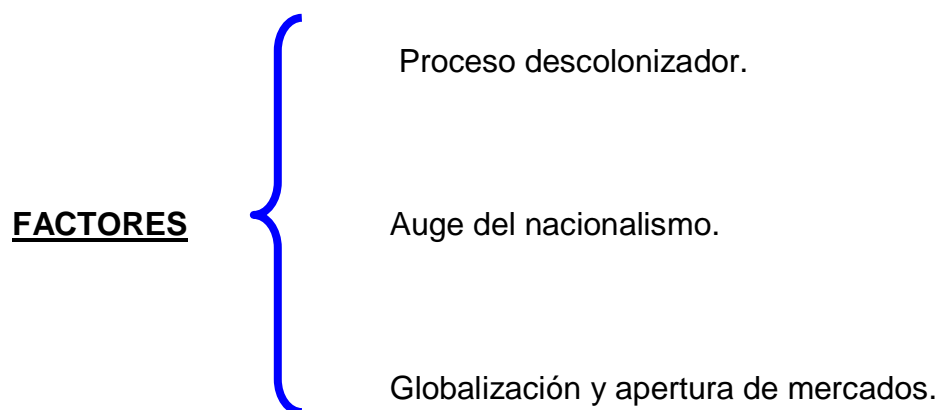 Proceso descolonizador.
FACTORES
Auge del nacionalismo.
Globalización y apertura de mercados.